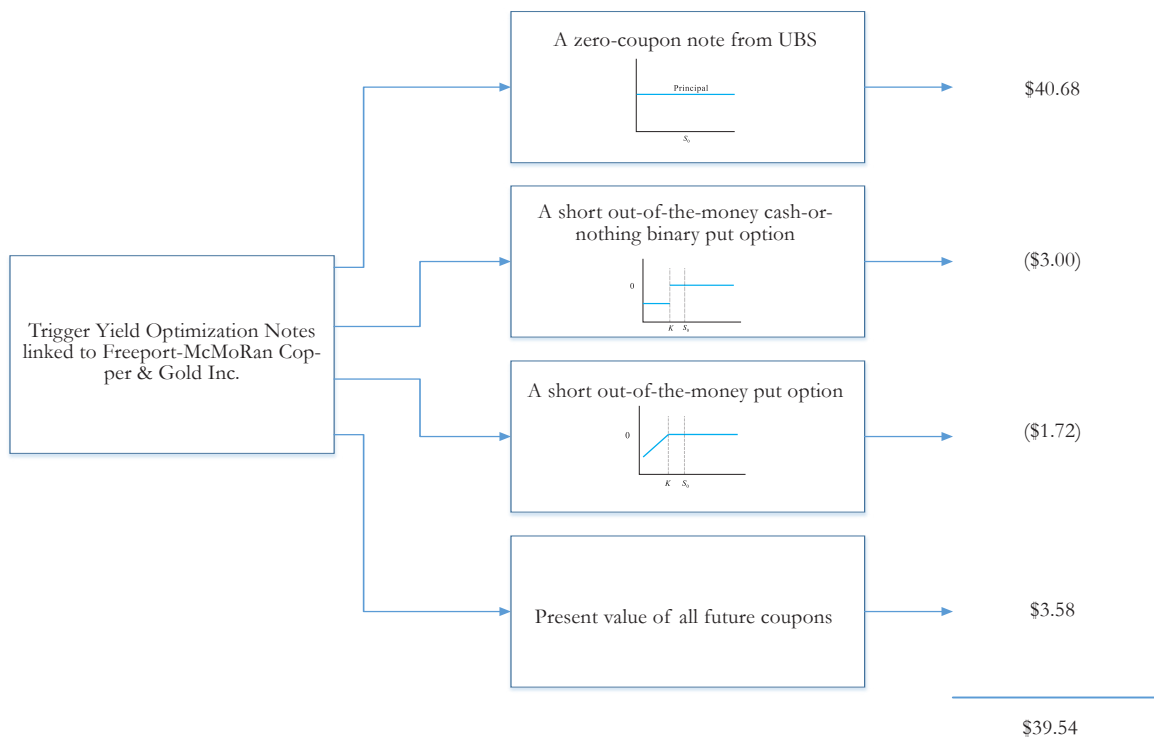 A zero-coupon note from UBS
Principal
S0
$40.68
A short out-of-the-money cash-or-
nothing binary put option
0
K S0
($3.00)
Trigger Yield Optimization Notes
linked to Freeport-McMoRan Cop-
per & Gold Inc.
A short out-of-the-money put option
0
K S0
($1.72)
Present value of all future coupons
$3.58
$39.54